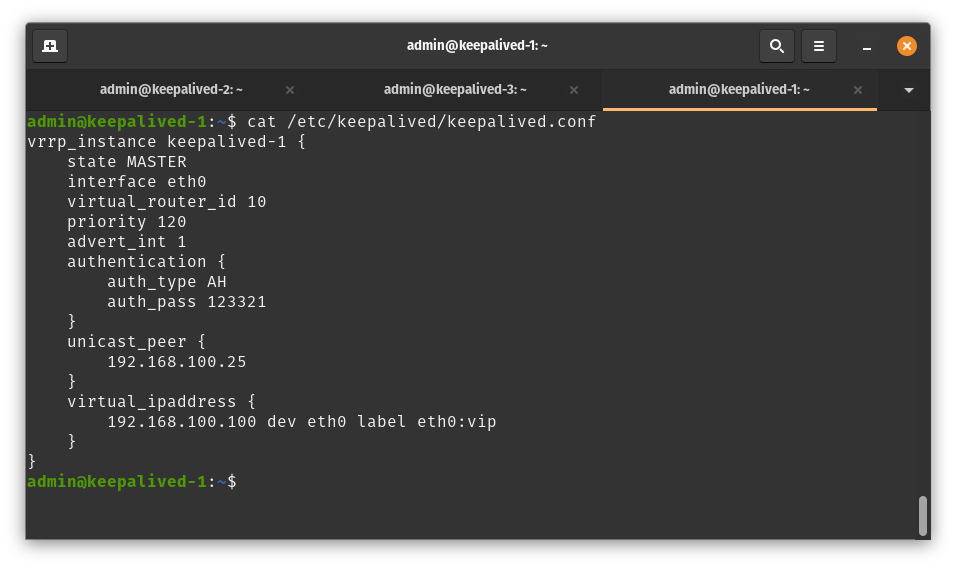 admin@keepalived-1: ~
admin@keepalived-2: ~
admin@keepalived-3: ~
admin@keepalived-1: ~
admin@keepalived-1:~$ cat /etc/keepalived/keepalived.conf
vrrp_instance keepalived-1 {
    state MASTER
    interface eth0
    virtual_router_id 10
    priority 120
    advert_int 1
    authentication {
        auth_type AH
        auth_pass 123321
    }
    unicast_peer {
        192.168.100.25
    }
    virtual_ipaddress {
        192.168.100.100 dev eth0 label eth0:vip
    }
}
admin@keepalived-1:~$